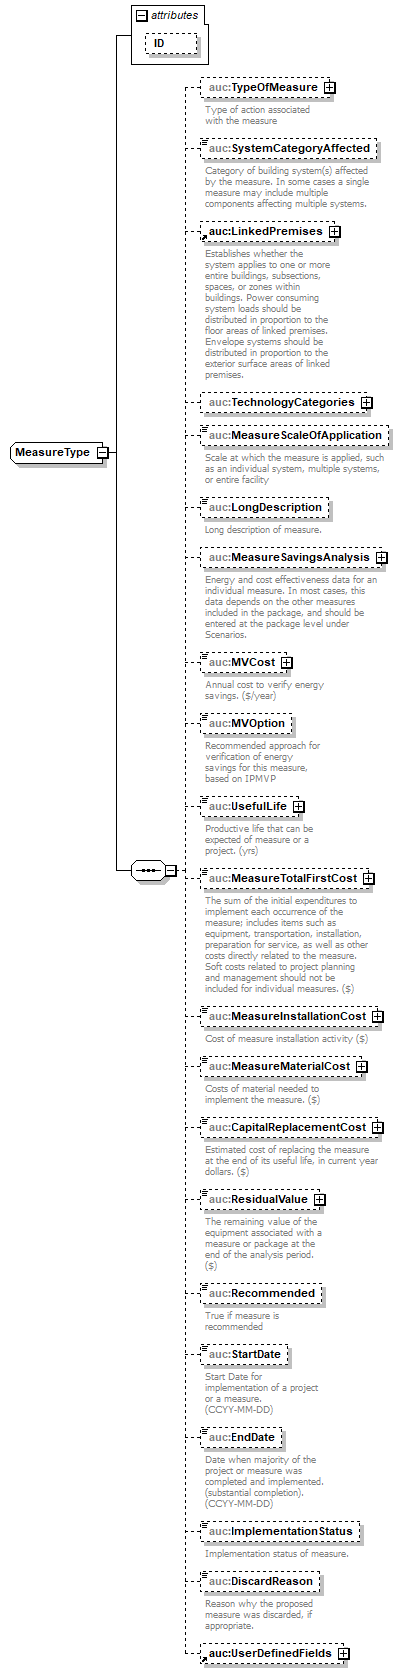 attributes
ID
auc:TypeOfMeasure
Type of action associated
with the measure
auc:SystemCategoryAffected
Category of building system(s) affected
by the measure. In some cases a single
measure may include multiple
components affecting multiple systems.
auc:LinkedPremises
Establishes whether the
system applies to one or more
entire buildings, subsections,
spaces, or zones within
buildings. Power consuming
system loads should be
distributed in proportion to the
floor areas of linked premises.
Envelope systems should be
distributed in proportion to the
exterior surface areas of linked
premises.
auc:TechnologyCategories
auc:MeasureScaleOfApplication
Scale at which the measure is applied, such
as an individual system, multiple systems,
or entire facility
MeasureType
auc:LongDescription
Long description of measure.
auc:MeasureSavingsAnalysis
Energy and cost effectiveness data for an
individual measure. In most cases, this
data depends on the other measures
included in the package, and should be
entered at the package level under
Scenarios.
auc:MVCost
Annual cost to verify energy
savings. ($/year)
auc:MVOption
Recommended approach for
verification of energy
savings for this measure,
based on IPMVP
auc:UsefulLife
Productive life that can be
expected of measure or a
project. (yrs)
auc:MeasureTotalFirstCost
The sum of the initial expenditures to
implement each occurrence of the
measure; includes items such as
equipment, transportation, installation,
preparation for service, as well as other
costs directly related to the measure.
Soft costs related to project planning
and management should not be
included for individual measures. ($)
auc:MeasureInstallationCost
Cost of measure installation activity ($)
auc:MeasureMaterialCost
Costs of material needed to
implement the measure. ($)
auc:CapitalReplacementCost
Estimated cost of replacing the measure
at the end of its useful life, in current year
dollars. ($)
auc:ResidualValue
The remaining value of the
equipment associated with a
measure or package at the
end of the analysis period.
($)
auc:Recommended
True if measure is
recommended
auc:StartDate
Start Date for
implementation of a project
or a measure.
(CCYY-MM-DD)
auc:EndDate
Date when majority of the
project or measure was
completed and implemented.
(substantial completion).
(CCYY-MM-DD)
auc:ImplementationStatus
Implementation status of measure.
auc:DiscardReason
Reason why the proposed
measure was discarded, if
appropriate.
auc:UserDefinedFields